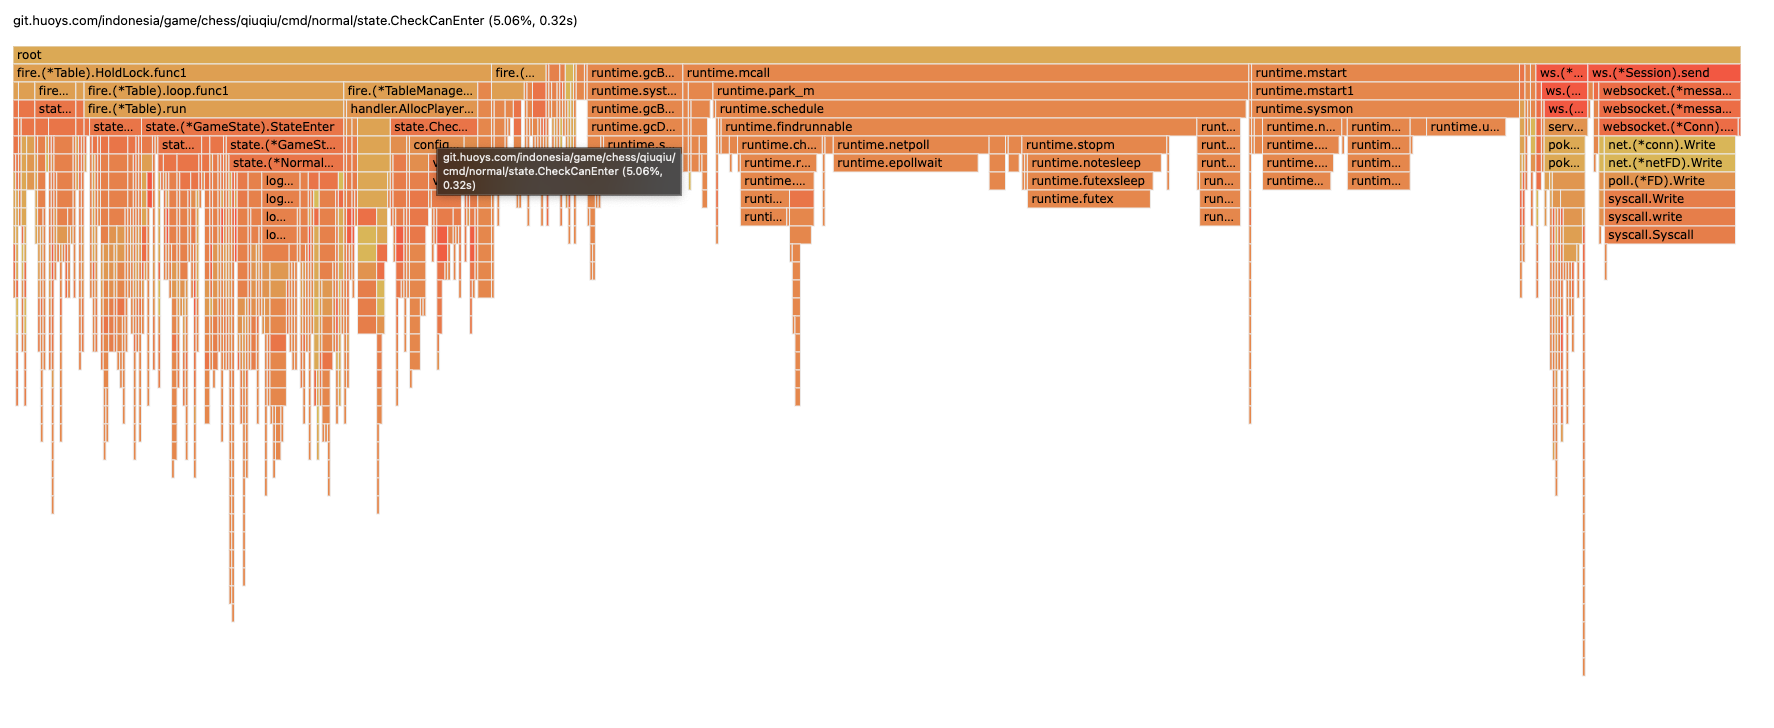 git.huoys.com/indonesia/game/chess/qiuqiu/cmd/normal/state.CheckCanEnter (5.06%, 0.32s)
root
fire.(*Table).HoldLock.func1 fire.(... runtime.gcB... runtime.mcall runtime.mstart ws.(*... ws.(*Session).send
fire... fire.(*Table).loop.func1 fire.(*TableManage... runtime.syst... runtime.park_m runtime.mstart1 ws.(... websocket.(*messa...
stat... fire.(*Table).run handler.AllocPlayer... runtime.gcB... runtime.schedule runtime.sysmon ws.(... websocket.(*messa...
state... state.(*GameState).StateEnter state.Chec... runtime.gcD... runtime.findrunnable runt... runtime.n... runtim... runtime.u... serv... websocket.(*Conn)....
stat... state.(*GameSt... config runtime.s runtime.ch... runtime.netpoll runtime.stopm runt... runtime.... runtim... pok... net.(*conn).Write
state.(*Normal... runtime.r... runtime.epollwait runtime.notesleep runt... runtime.... runtim... pok... net.(*netFD).Write
git.huoys.com/indonesia/game/chess/qiuqiu/
cmd/normal/state.CheckCanEnter (5.06%,
0.32s)
log... runtime.... runtime.futexsleep run... runtime... runtim... poll.(*FD).Write
log... runti... runtime.futex run... syscall.Write
lo... runti... run... syscall.write
lo... syscall.Syscall